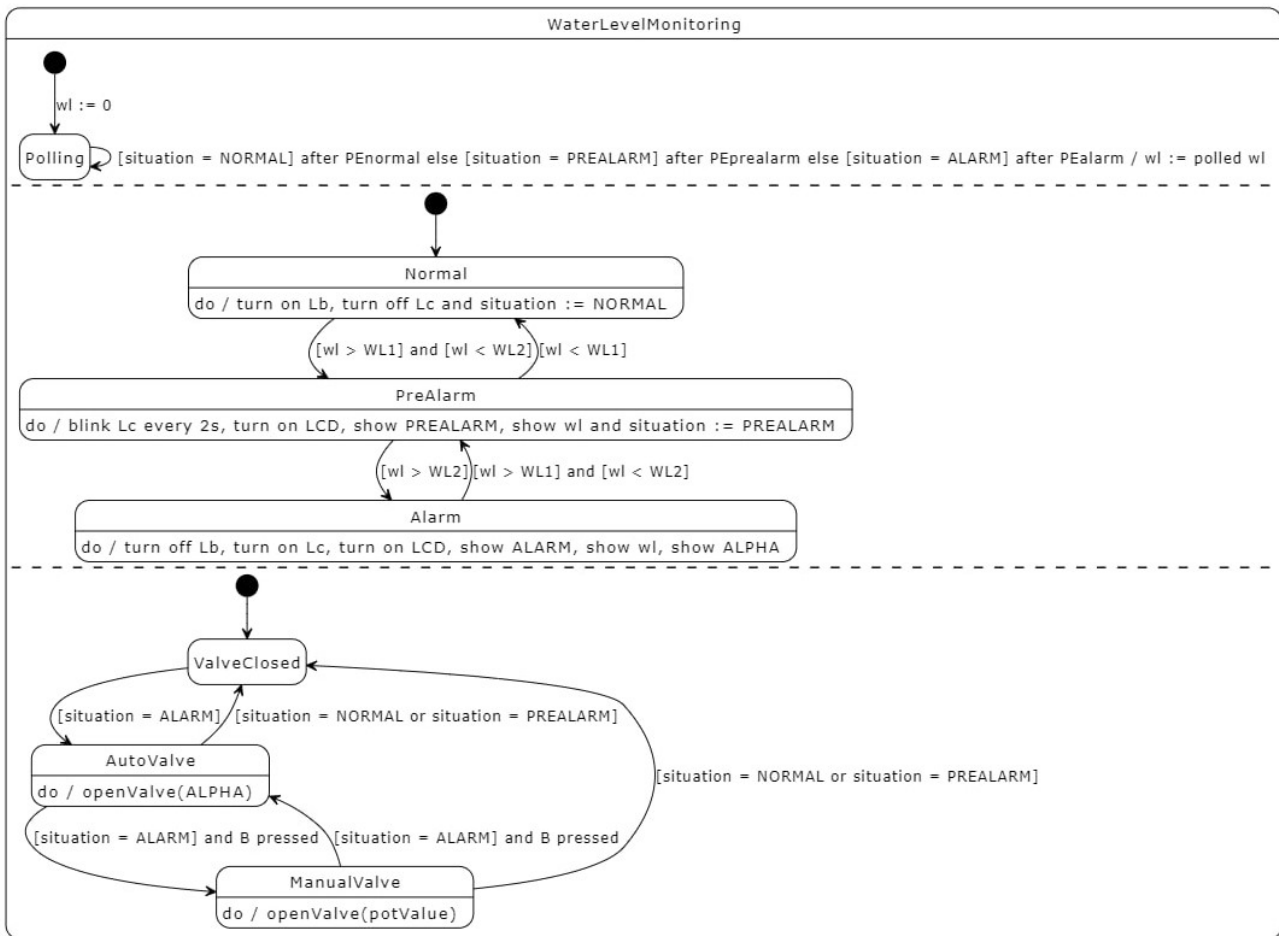 WaterLevelMonitoring
wl := 0
Polling
[situation = NORMAL] after PEnormal else [situation = PREALARM] after PEprealarm else [situation = ALARM] after PEalarm / wl := polled wl
Normal
do / turn on Lb, turn off Lc and situation := NORMAL
[wl > WL1] and [wl < WL2]
[wl < WL1]
PreAlarm
do / blink Lc every 2s, turn on LCD, show PREALARM, show wl and situation := PREALARM
[wl > WL2]
[wl > WL1] and [wl < WL2]
Alarm
do / turn off Lb, turn on Lc, turn on LCD, show ALARM, show wl, show ALPHA
ValveClosed
[situation = ALARM]
[situation = NORMAL or situation = PREALARM]
AutoValve
do / openValve(ALPHA)
[situation = NORMAL or situation = PREALARM]
[situation = ALARM] and B pressed
[situation = ALARM] and B pressed
ManualValve
do / openValve(potValue)